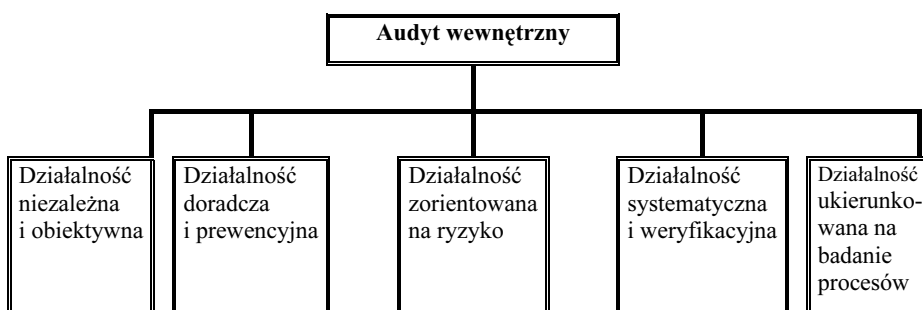 Audyt wewnętrzny
Działalność
niezależna
i obiektywna
Działalność
doradcza
i prewencyjna
Działalność
zorientowana
na ryzyko
Działalność
systematyczna
i weryfikacyjna
Działalność
ukierunko-
wana na
badanie
procesów